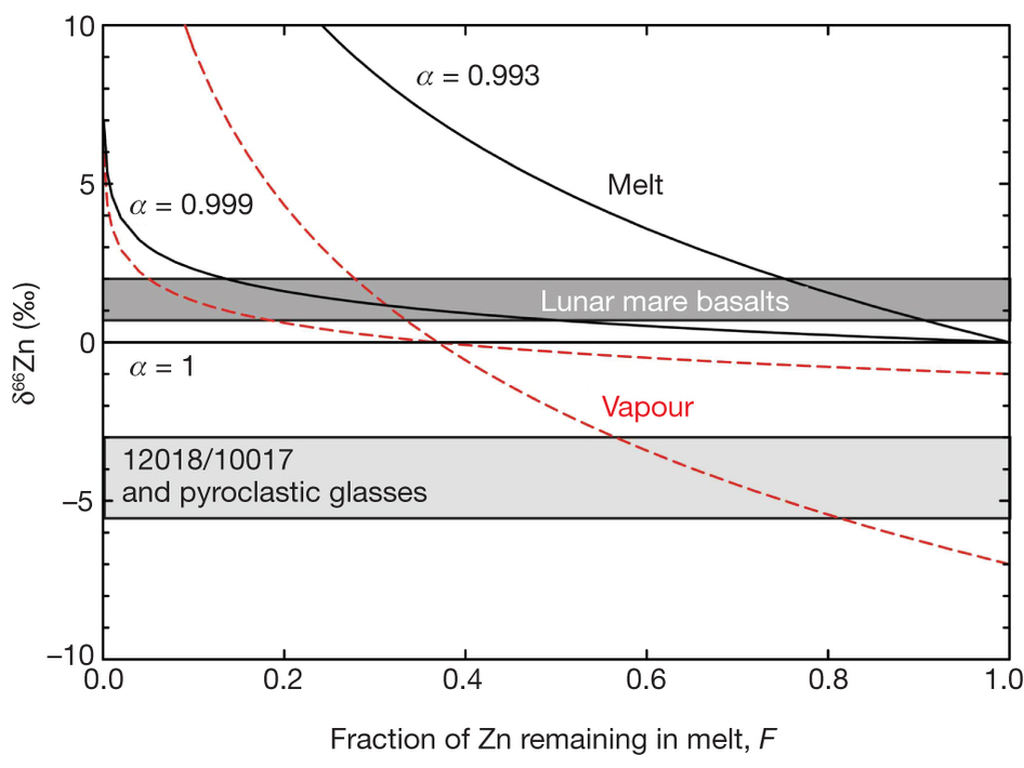 10
α = 0.993
Melt
5
α = 0.999
Lunar mare basalts
0
α = 1
δ⁶⁶Zn (‰)
Vapour
12018/10017
and pyroclastic glasses
−5
−10
0.0 0.2 0.4 0.6 0.8 1.0
Fraction of Zn remaining in melt, F